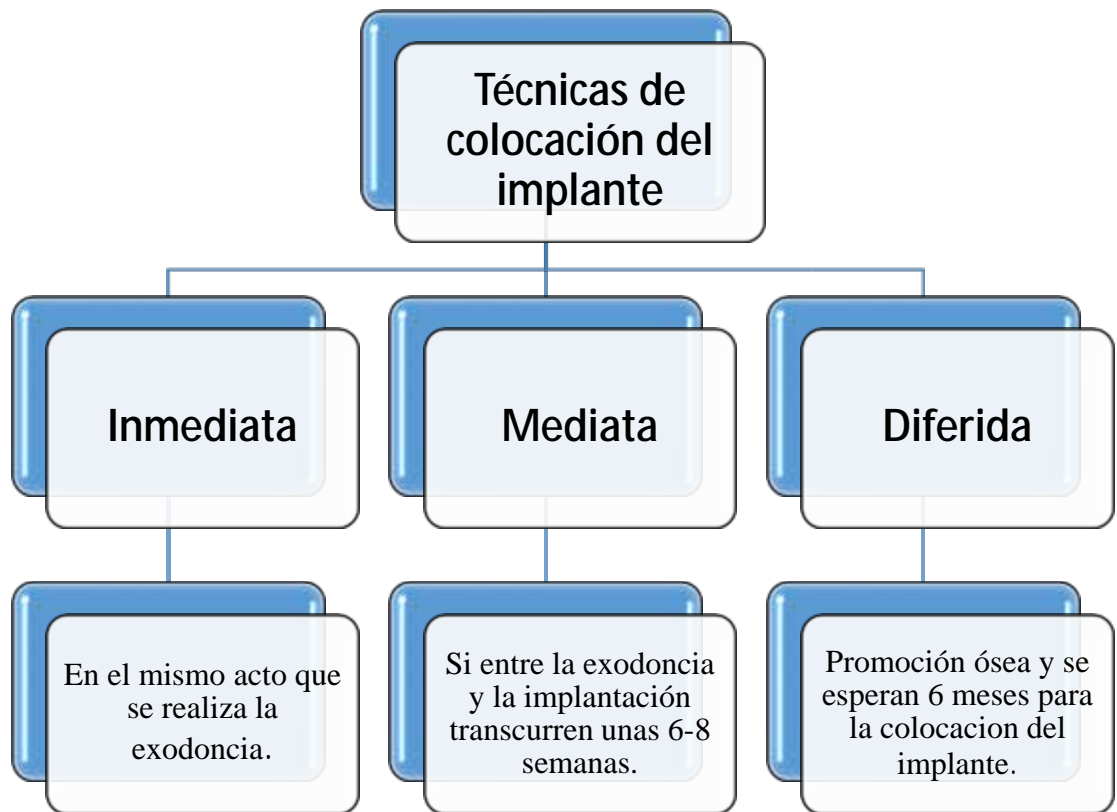 Técnicas de
colocación del
implante
Inmediata
Mediata
Diferida
En el mismo acto que
se realiza la
exodoncia.
Si entre la exodoncia
y la implantación
transcurren unas 6-8
semanas.
Promoción ósea y se
esperan 6 meses para
la colocacion del
implante.